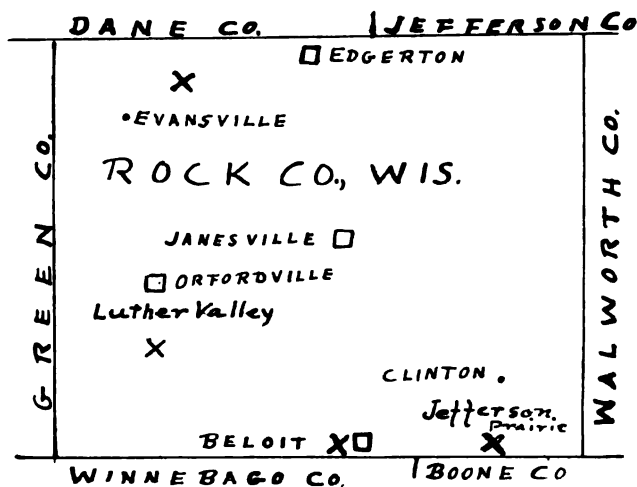 DANE CO.
JEFFERSON CO
EDGERTON
EVANSVILLE
GREEN CO.
ROCK CO., WIS.
WALWORTH CO.
JANESVILLE
ORFORDVILLE
Luther Valley
CLINTON
Jefferson
Prairie
BELOIT
WINNEBAGO CO.
BOONE CO